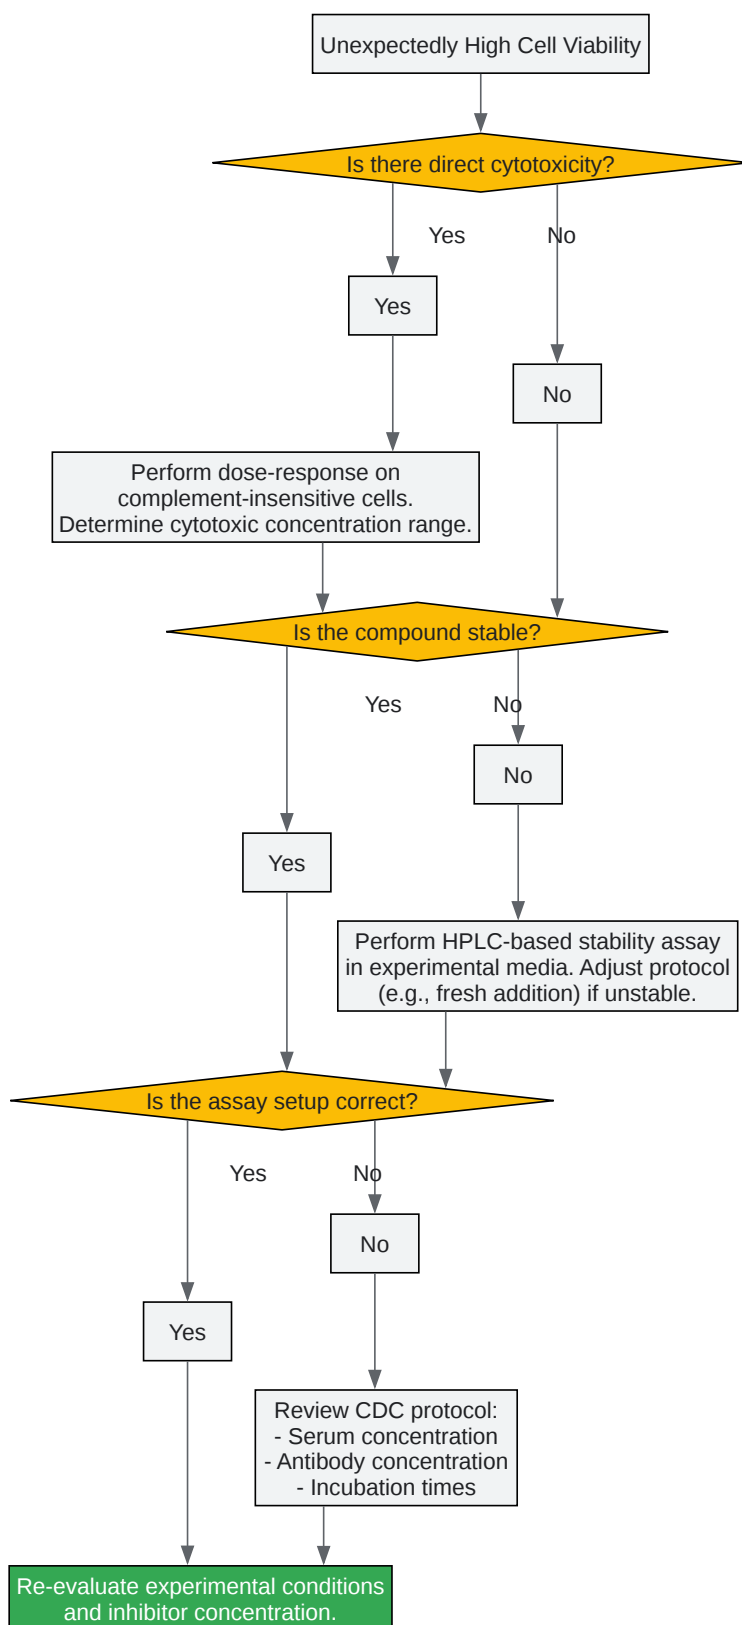 Unexpectedly High Cell Viability
Is there direct cytotoxicity?
Yes
No
Yes
No
Perform dose-response on
complement-insensitive cells.
Determine cytotoxic concentration range.
Is the compound stable?
Yes
No
No
Yes
Perform HPLC-based stability assay
in experimental media. Adjust protocol
(e.g., fresh addition) if unstable.
Is the assay setup correct?
Yes
No
No
Yes
Review CDC protocol:
- Serum concentration
- Antibody concentration
- Incubation times
Re-evaluate experimental conditions
and inhibitor concentration.